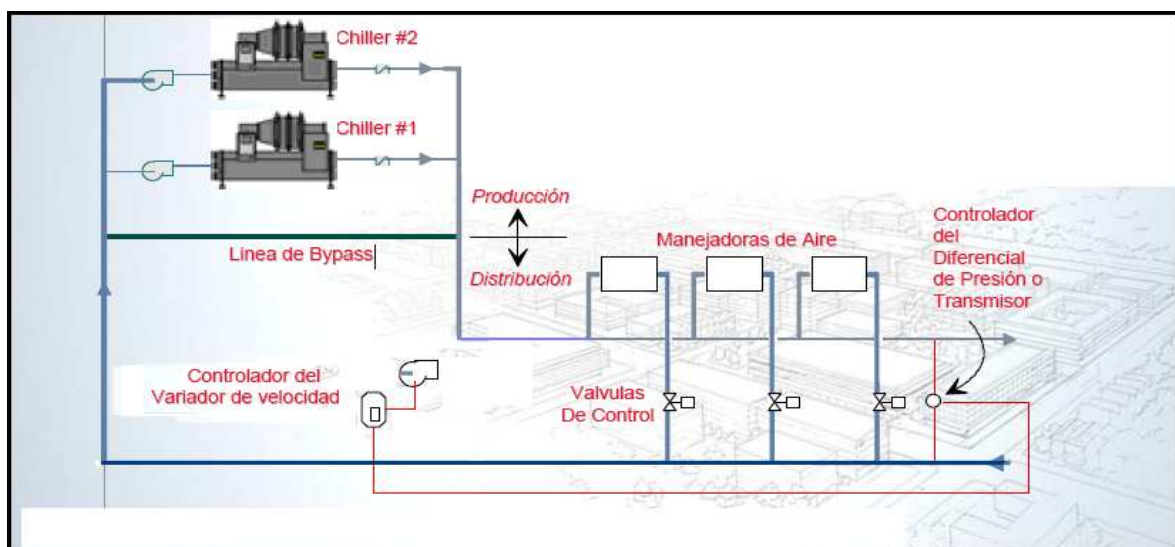 Chiller #2
Chiller #1
Producción
Linea de Bypass
Distribución
Manejadoras de Aire
Controlador
del
Diferencial
de Presión o
Transmisor
Controlador del
Variador de velocidad
Valvulas
De Control